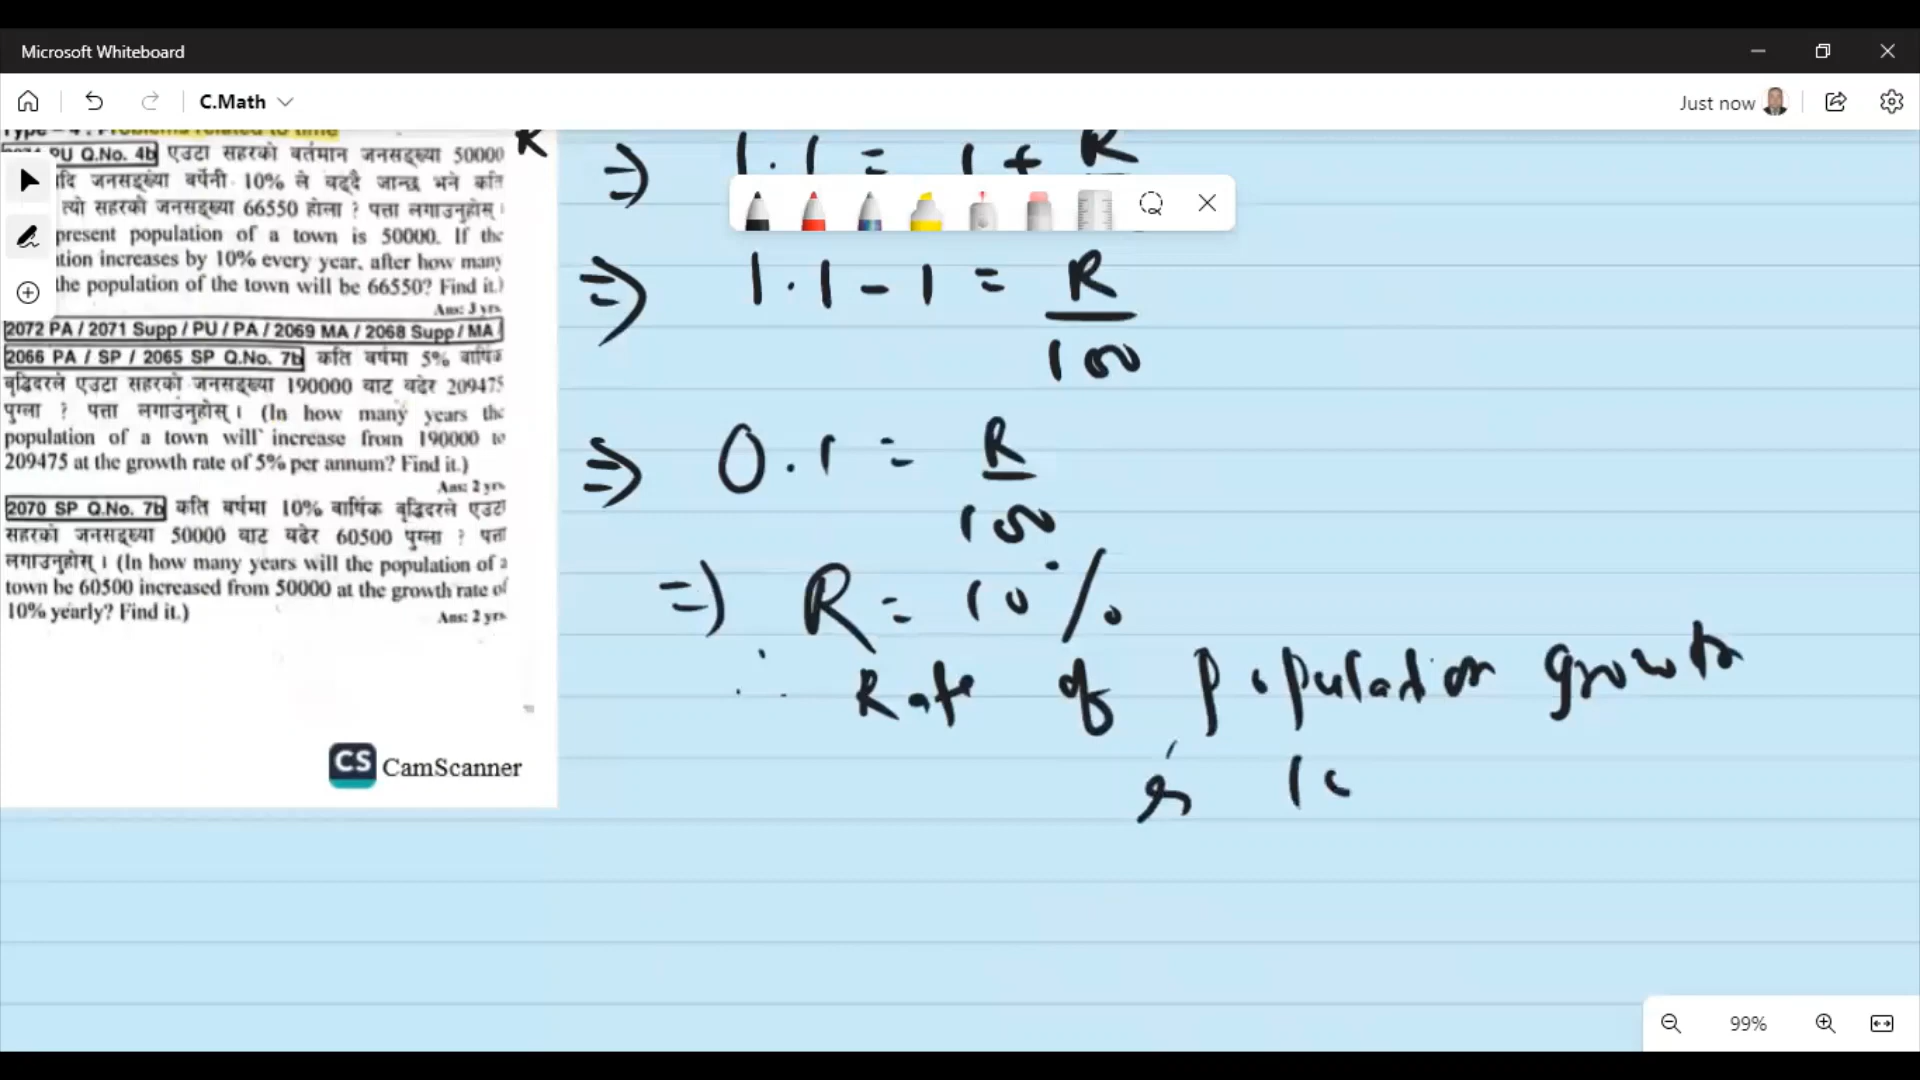 Microsoft Whiteboard
C.Math
Just now
Type – 4 : Problems related to time
PU Q.No. 4b एउटा सहरको वर्तमान जनसङ्ख्या 50000
दि जनसङ्ख्या वर्षेनी 10% ले बढ्दै जान्छ भने कति
त्यो सहरको जनसङ्ख्या 66550 होला ? पत्ता लगाउनुहोस् ।
present population of a town is 50000. If the
tion increases by 10% every year, after how many
the population of the town will be 66550? Find it.)
Ans: 3 yrs
2072 PA / 2071 Supp / PU / PA / 2069 MA / 2068 Supp / MA
2066 PA / SP / 2065 SP Q.No. 7b कति वर्षमा 5% वार्षिक
वृद्धिदरले एउटा सहरको जनसङ्ख्या 190000 बाट बढेर 209475
पुग्ला ? पत्ता लगाउनुहोस् । (In how many years the
population of a town will increase from 190000 to
209475 at the growth rate of 5% per annum? Find it.)
Ans: 2 yrs
2070 SP Q.No. 7b कति वर्षमा 10% वार्षिक वृद्धिदरले एउटा
सहरको जनसङ्ख्या 50000 बाट बढेर 60500 पुग्ला ? पत्ता
लगाउनुहोस् । (In how many years will the population of a
town be 60500 increased from 50000 at the growth rate of
10% yearly? Find it.)
Ans: 2 yrs
CS CamScanner
R
⇒ 1.1 = 1 + R
⇒ 1.1 - 1 = R
100
⇒ 0.1 = R
100
⇒ R = 10%
∴ Rate of population growth
is 10
99%